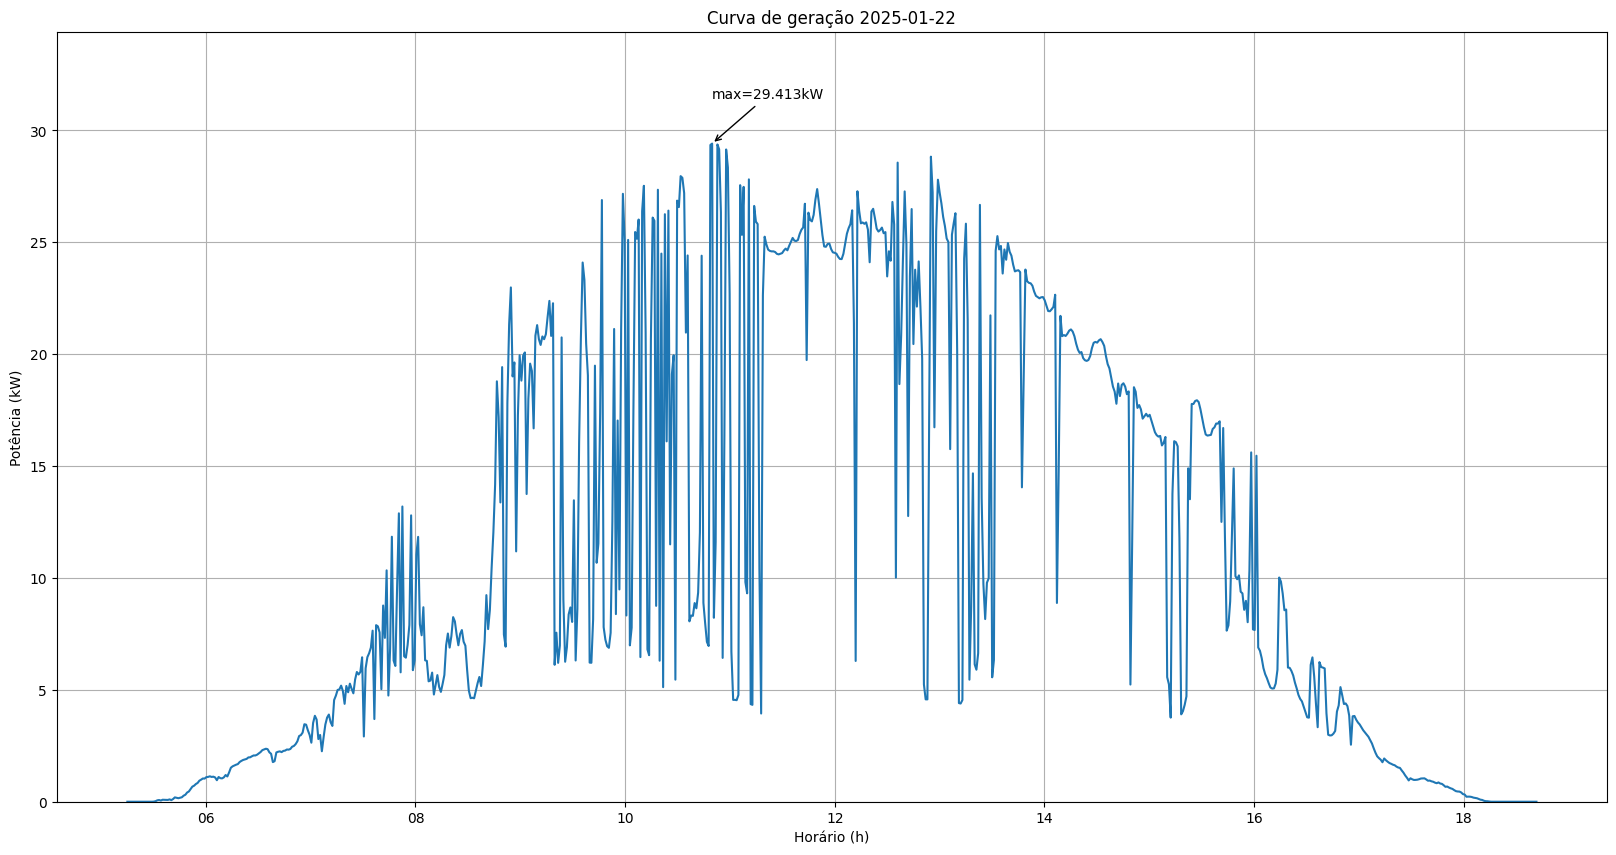 Curva de geração 2025-01-22
max=29.413kW
Potência (kW)
30
25
20
15
10
5
0
06 08 10 12 14 16 18
Horário (h)